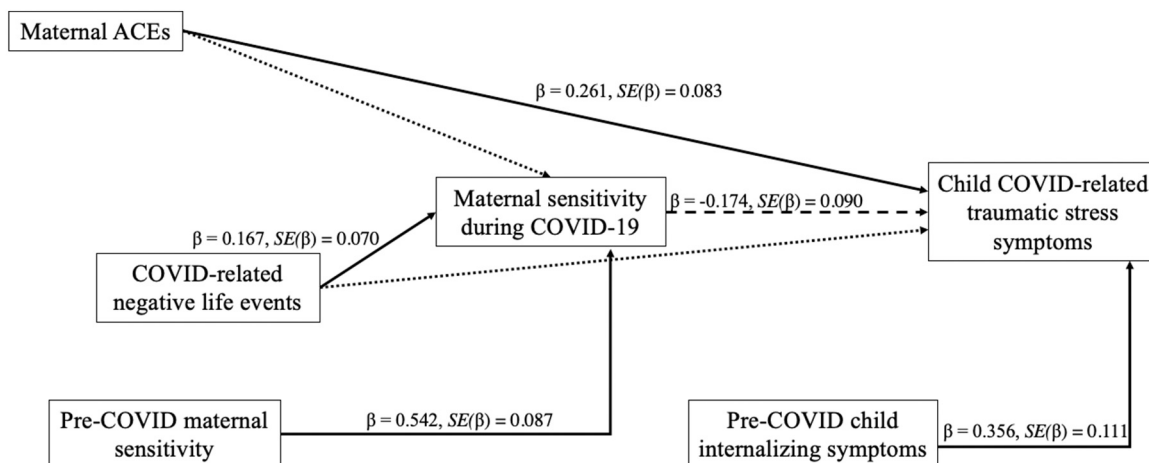 Maternal ACEs
β = 0.261, SE(β) = 0.083
Maternal sensitivity
during COVID-19
β = -0.174, SE(β) = 0.090
Child COVID-related
traumatic stress
symptoms
β = 0.167, SE(β) = 0.070
COVID-related
negative life events
Pre-COVID maternal
sensitivity
β = 0.542, SE(β) = 0.087
Pre-COVID child
internalizing symptoms
β = 0.356, SE(β) = 0.111